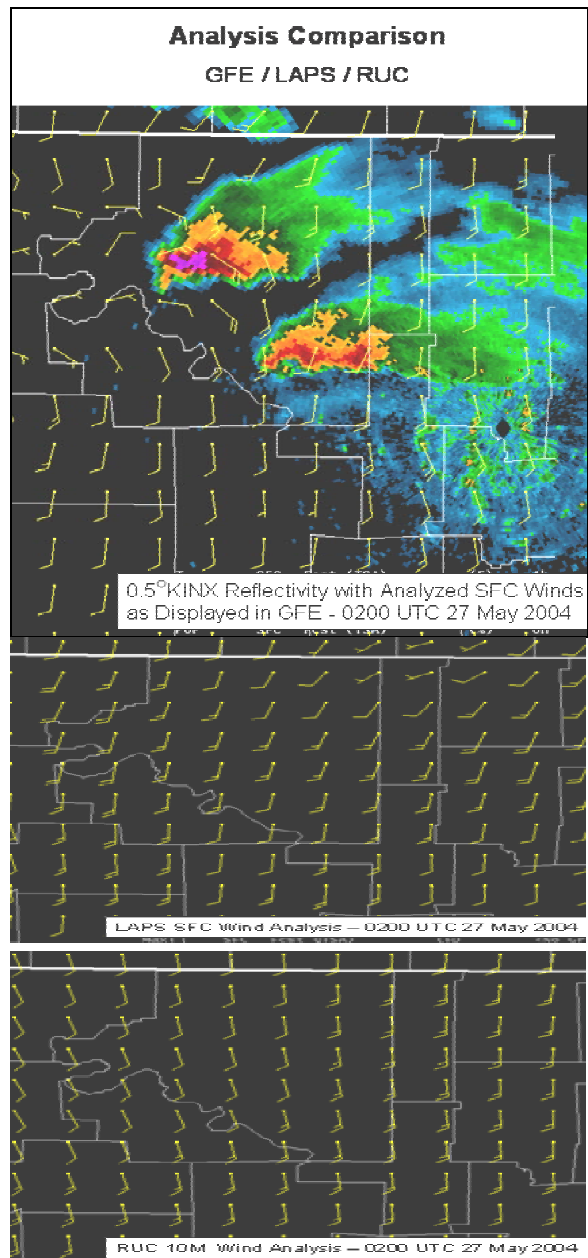 Analysis Comparison
GFE / LAPS / RUC
0.5°KINX Reflectivity with Analyzed SFC Winds
as Displayed in GFE - 0200 UTC 27 May 2004
LAPS SFC Wind Analysis – 0200 UTC 27 May 2004
RUC 10M Wind Analysis – 0200 UTC 27 May 2004